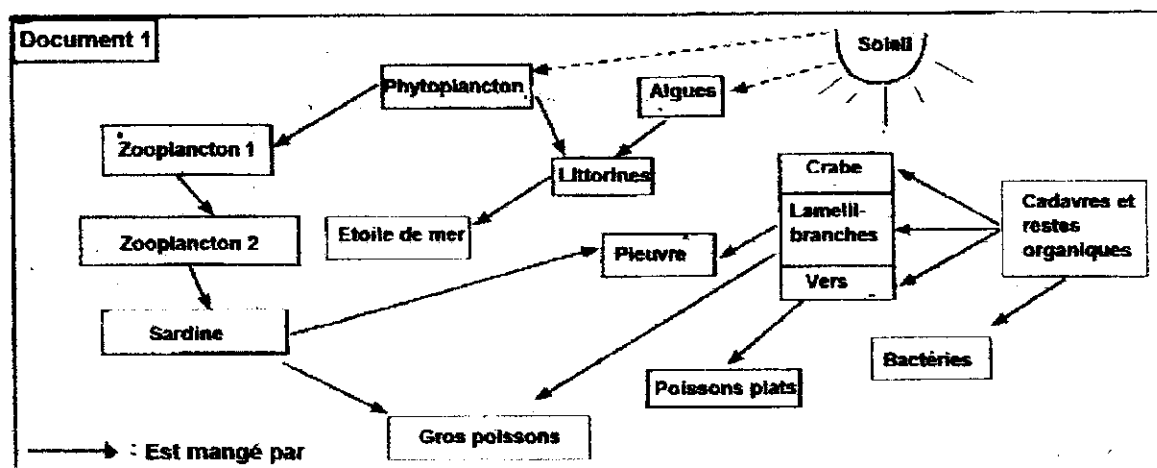 Document 1
Soleil
Phytoplancton
Algues
Zooplancton 1
Littorines
Crabe
Lamelli-
branches
Vers
Cadavres et
restes
organiques
Etoile de mer
Zooplancton 2
Pieuvre
Sardine
Bactéries
Poissons plats
Gros poissons
: Est mangé par